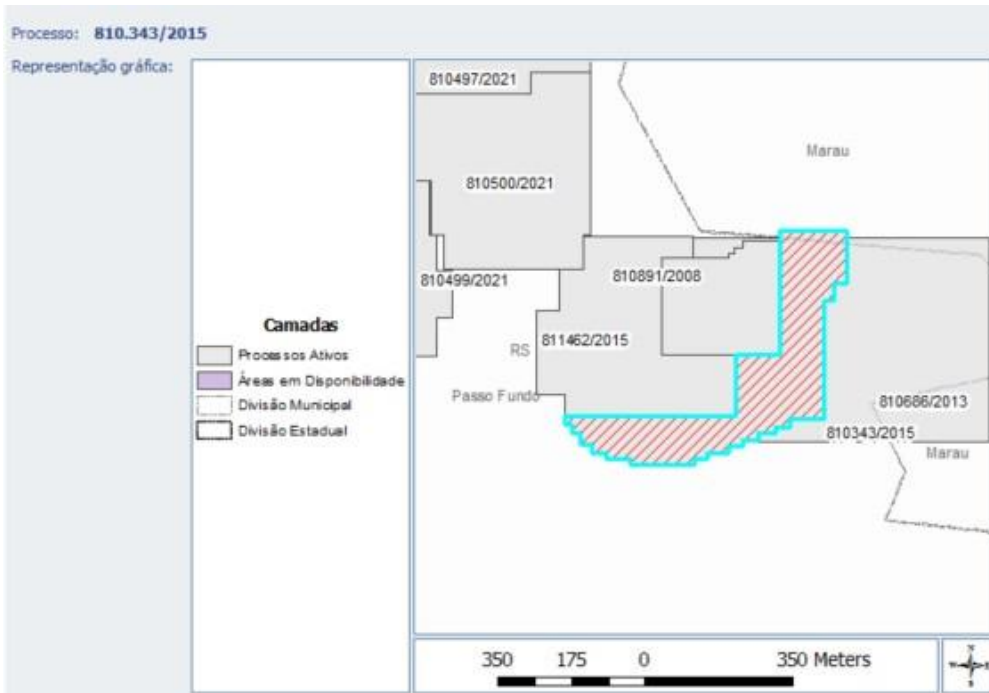 Processo: 810.343/2015
Representação gráfica:
Camadas
Processos Ativos
Áreas em Disponibilidade
Divisão Municipal
Divisão Estadual
810497/2021
Marau
810500/2021
810499/2021
810891/2008
RS
811462/2015
Passo Fundo
810686/2013
810343/2015
Marau
350 175 0 350 Meters